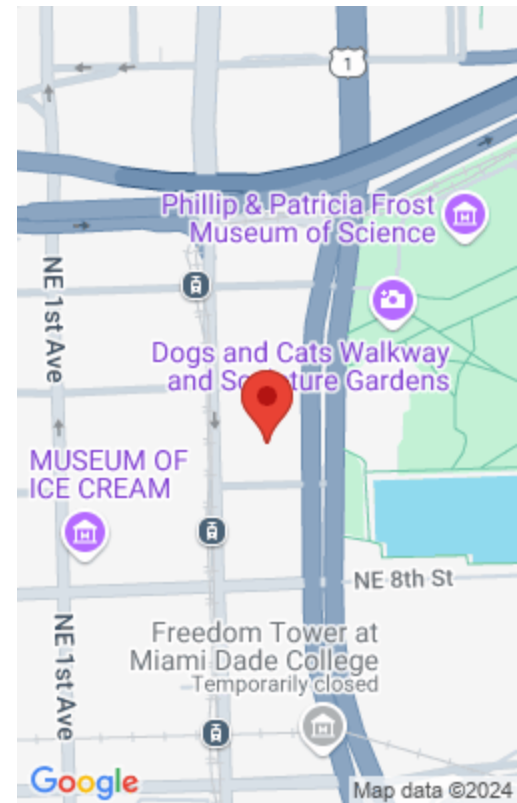 1
Phillip & Patricia Frost
Museum of Science
NE 1st Ave
Dogs and Cats Walkway
and Sculpture Gardens
MUSEUM OF
ICE CREAM
NE 8th St
NE 1st Ave
Freedom Tower at
Miami Dade College
Temporarily closed
Google
Map data ©2024